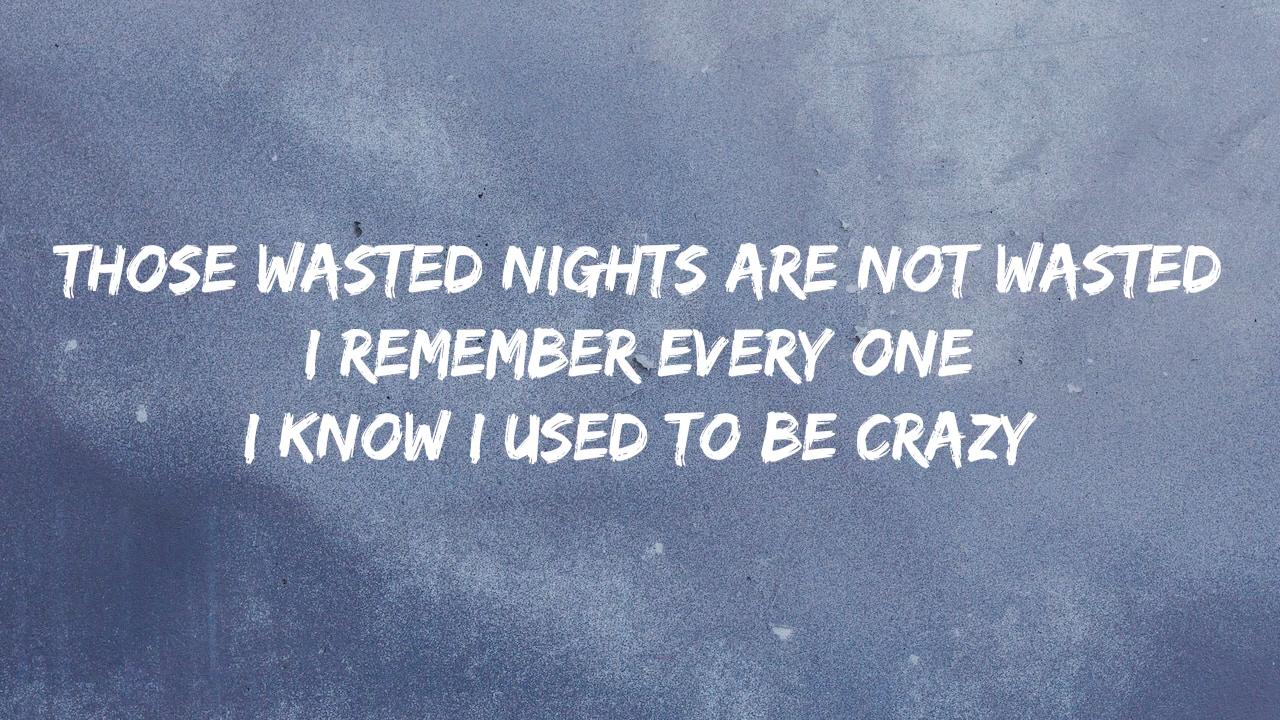 THOSE WASTED NIGHTS ARE NOT WASTED
I REMEMBER EVERY ONE
I KNOW I USED TO BE CRAZY